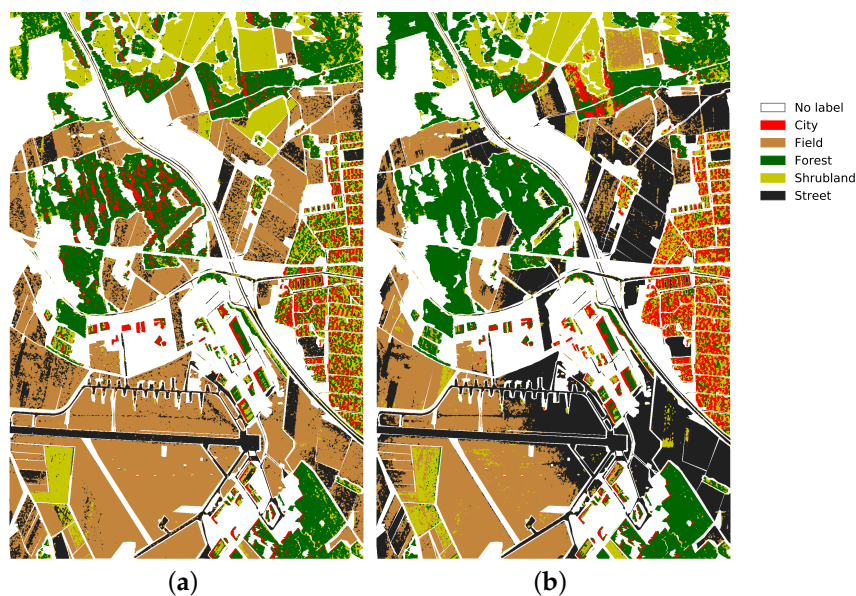 No label
City
Field
Forest
Shrubland
Street
(a)
(b)